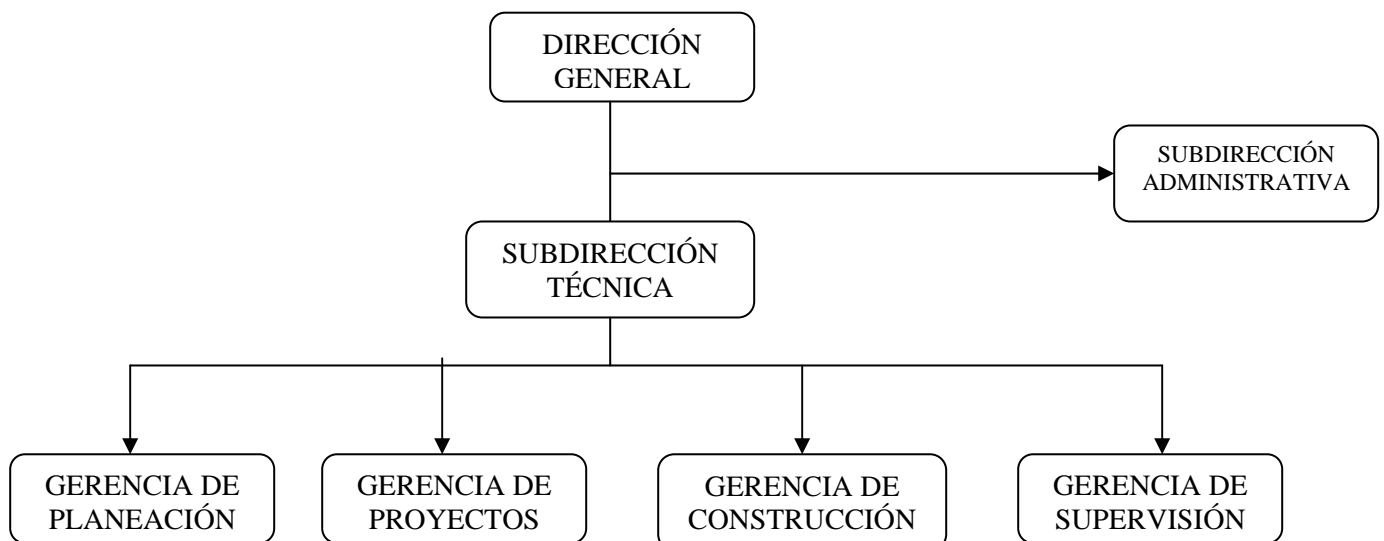 DIRECCIÓN
GENERAL
SUBDIRECCIÓN
ADMINISTRATIVA
SUBDIRECCIÓN
TÉCNICA
GERENCIA DE
PLANEACIÓN
GERENCIA DE
PROYECTOS
GERENCIA DE
CONSTRUCCIÓN
GERENCIA DE
SUPERVISIÓN